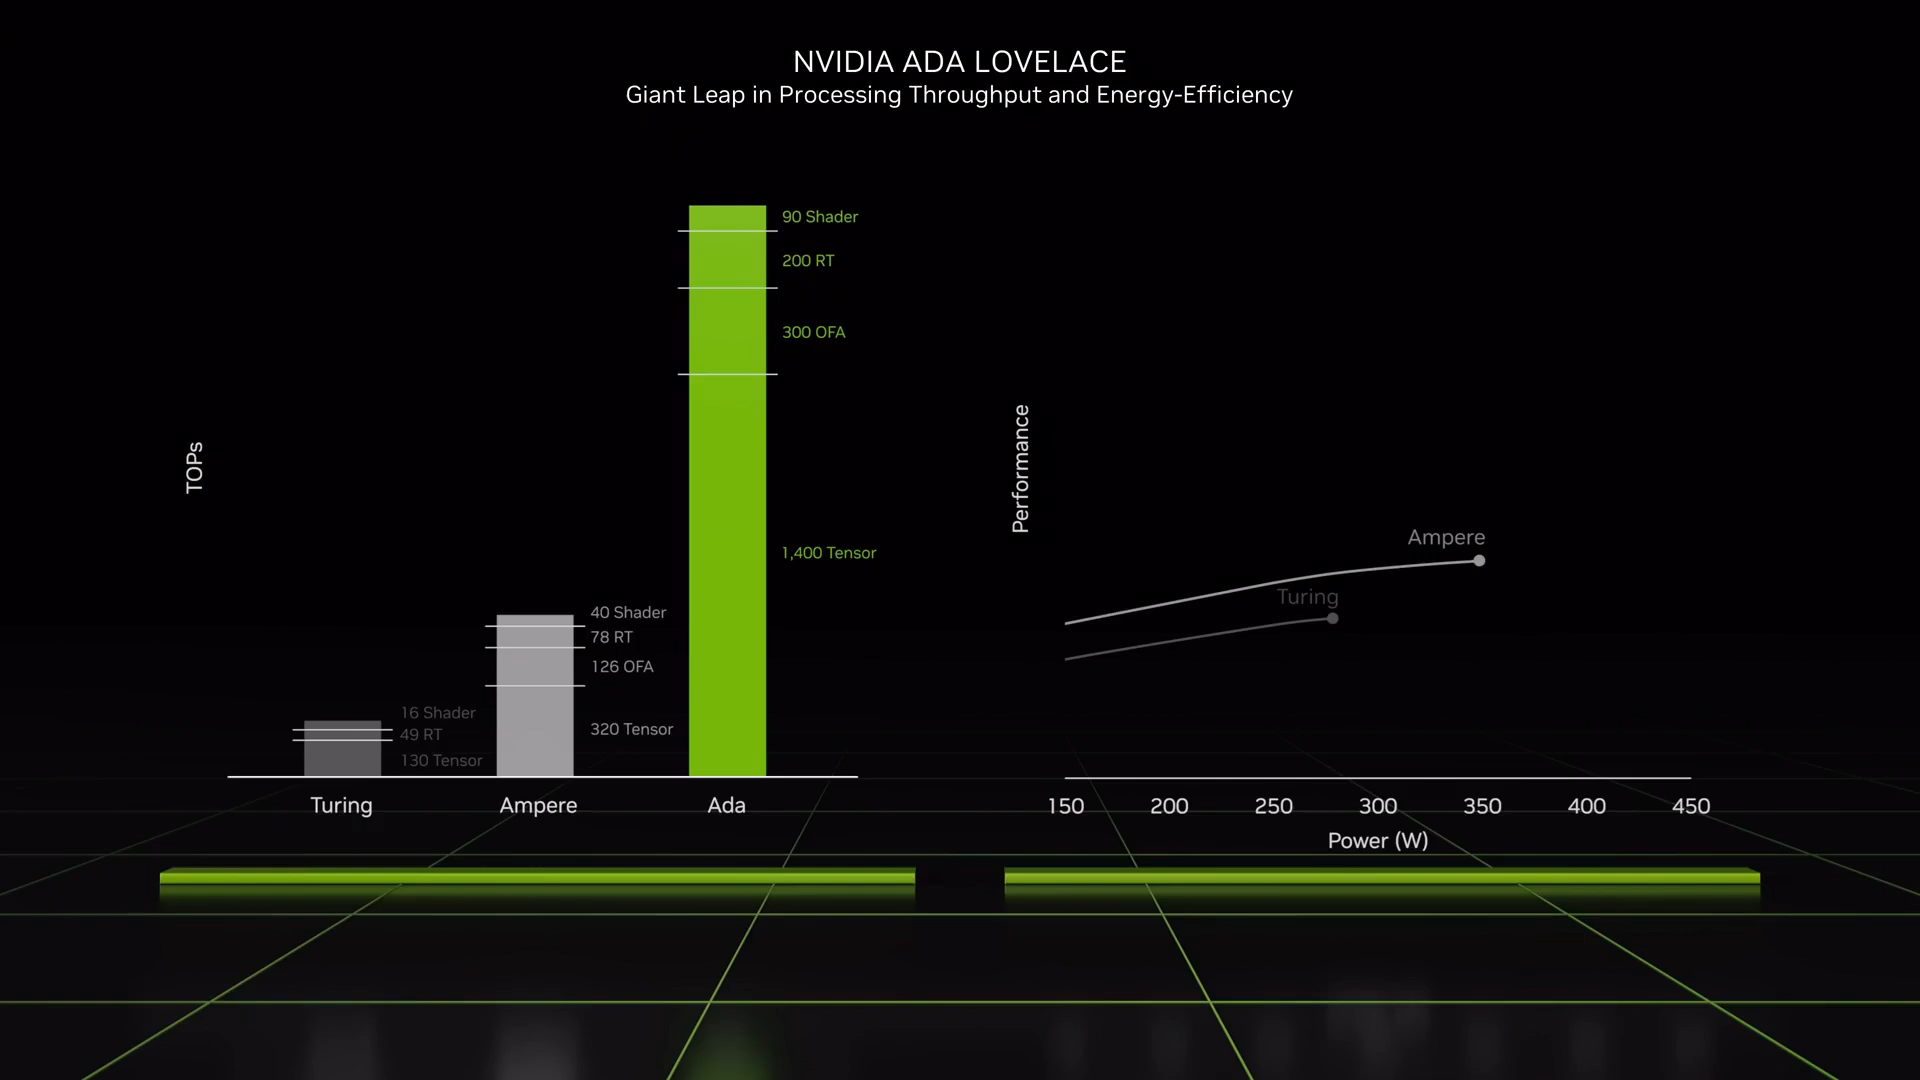 NVIDIA ADA LOVELACE
Giant Leap in Processing Throughput and Energy-Efficiency
TOPs
90 Shader
200 RT
300 OFA
1,400 Tensor
40 Shader
78 RT
126 OFA
320 Tensor
16 Shader
49 RT
130 Tensor
Turing
Ampere
Ada
Performance
Ampere
Turing
150 200 250 300 350 400 450
Power (W)